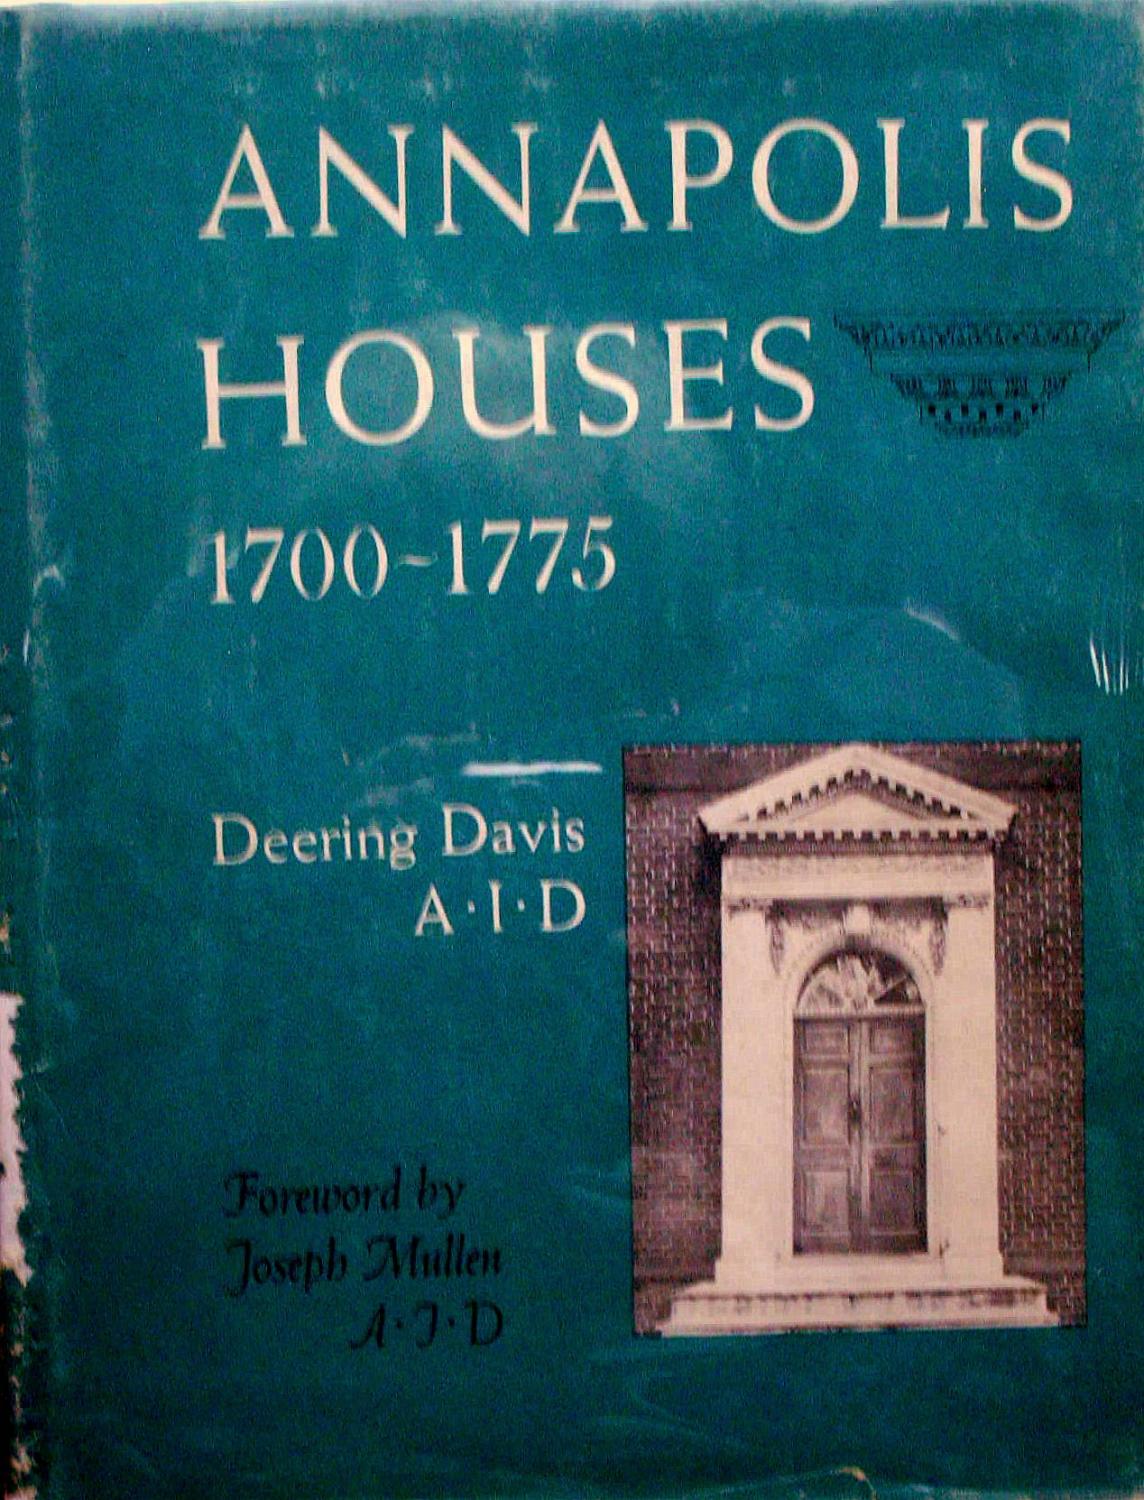 ANNAPOLIS
HOUSES
1700-1775
Deering Davis
A·I·D
Foreword by
Joseph Mullen
A·I·D